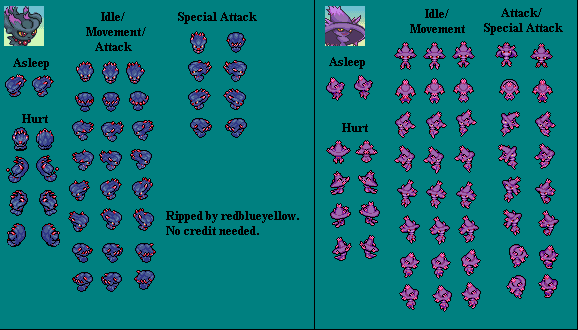 Idle/
Movement/
Attack
Special Attack
Asleep
Hurt
Ripped by redblueyellow.
No credit needed.
Idle/
Movement
Attack/
Special Attack
Asleep
Hurt